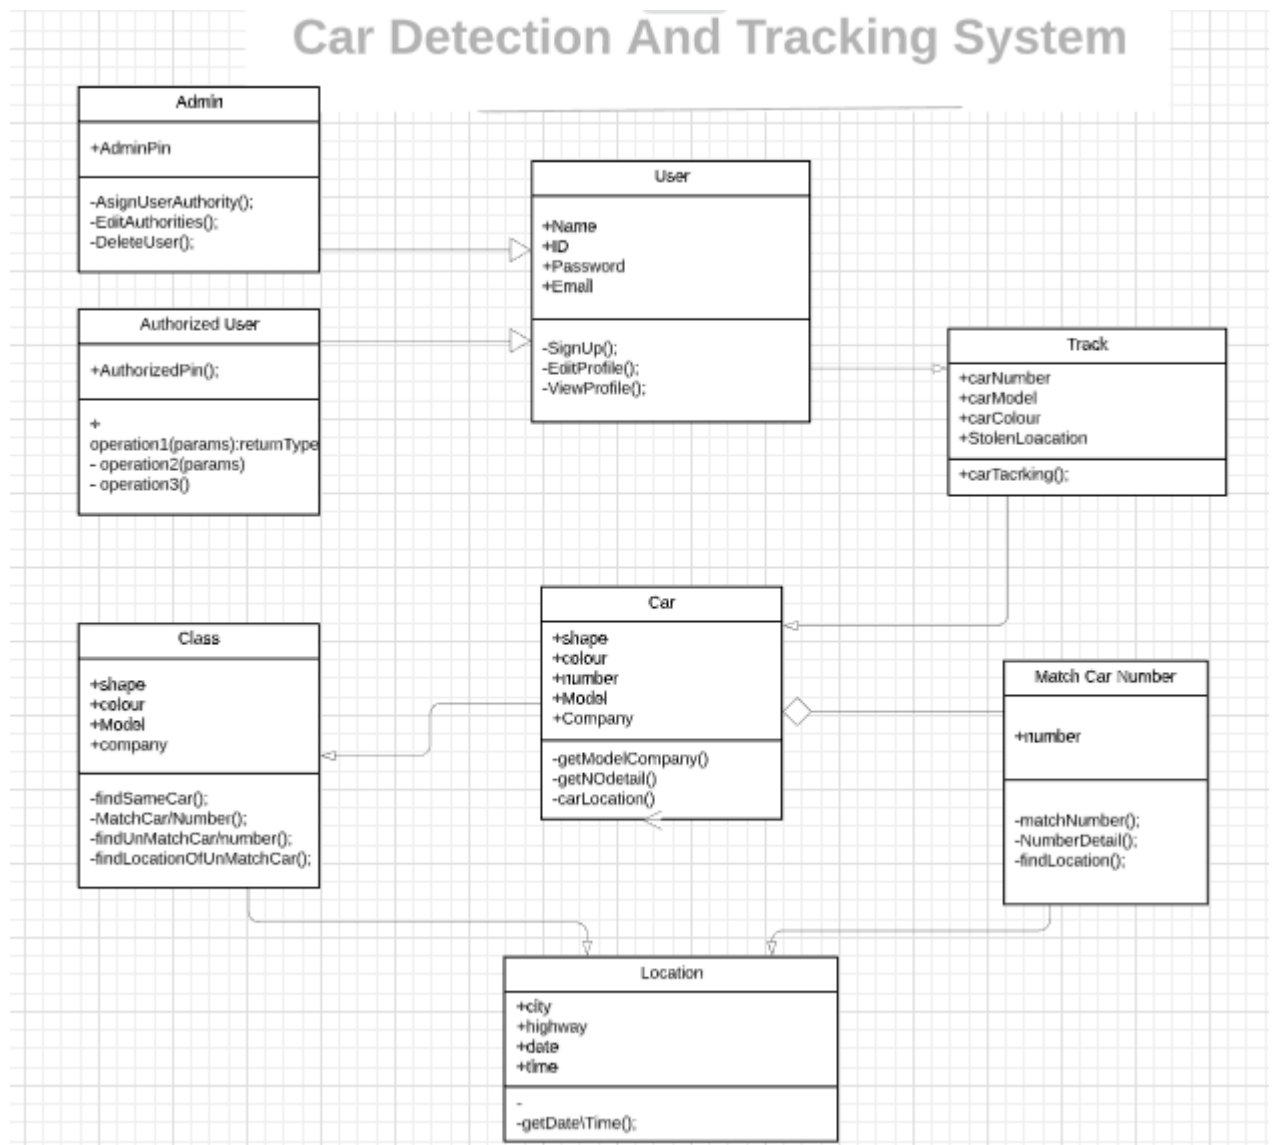 Car Detection And Tracking System
Admin
+AdminPin
-AsignUserAuthority();
-EditAuthorities();
-DeleteUser();
User
+Name
+ID
+Password
+Email
-SignUp();
-EditProfile();
-ViewProfile();
Authorized User
+AuthorizedPin();
+
operation1(params):returnType
- operation2(params)
- operation3()
Track
+carNumber
+carModel
+carColour
+StolenLoacation
+carTacrking();
Car
+shape
+colour
+number
+Model
+Company
-getModelCompany()
-getNOdetail()
-carLocation()
Class
+shape
+colour
+Model
+company
-findSameCar();
-MatchCar/Number();
-findUnMatchCar/number();
-findLocationOfUnMatchCar();
Match Car Number
+number
-matchNumber();
-NumberDetail();
-findLocation();
Location
+city
+highway
+date
+time
-
-getDate\Time();